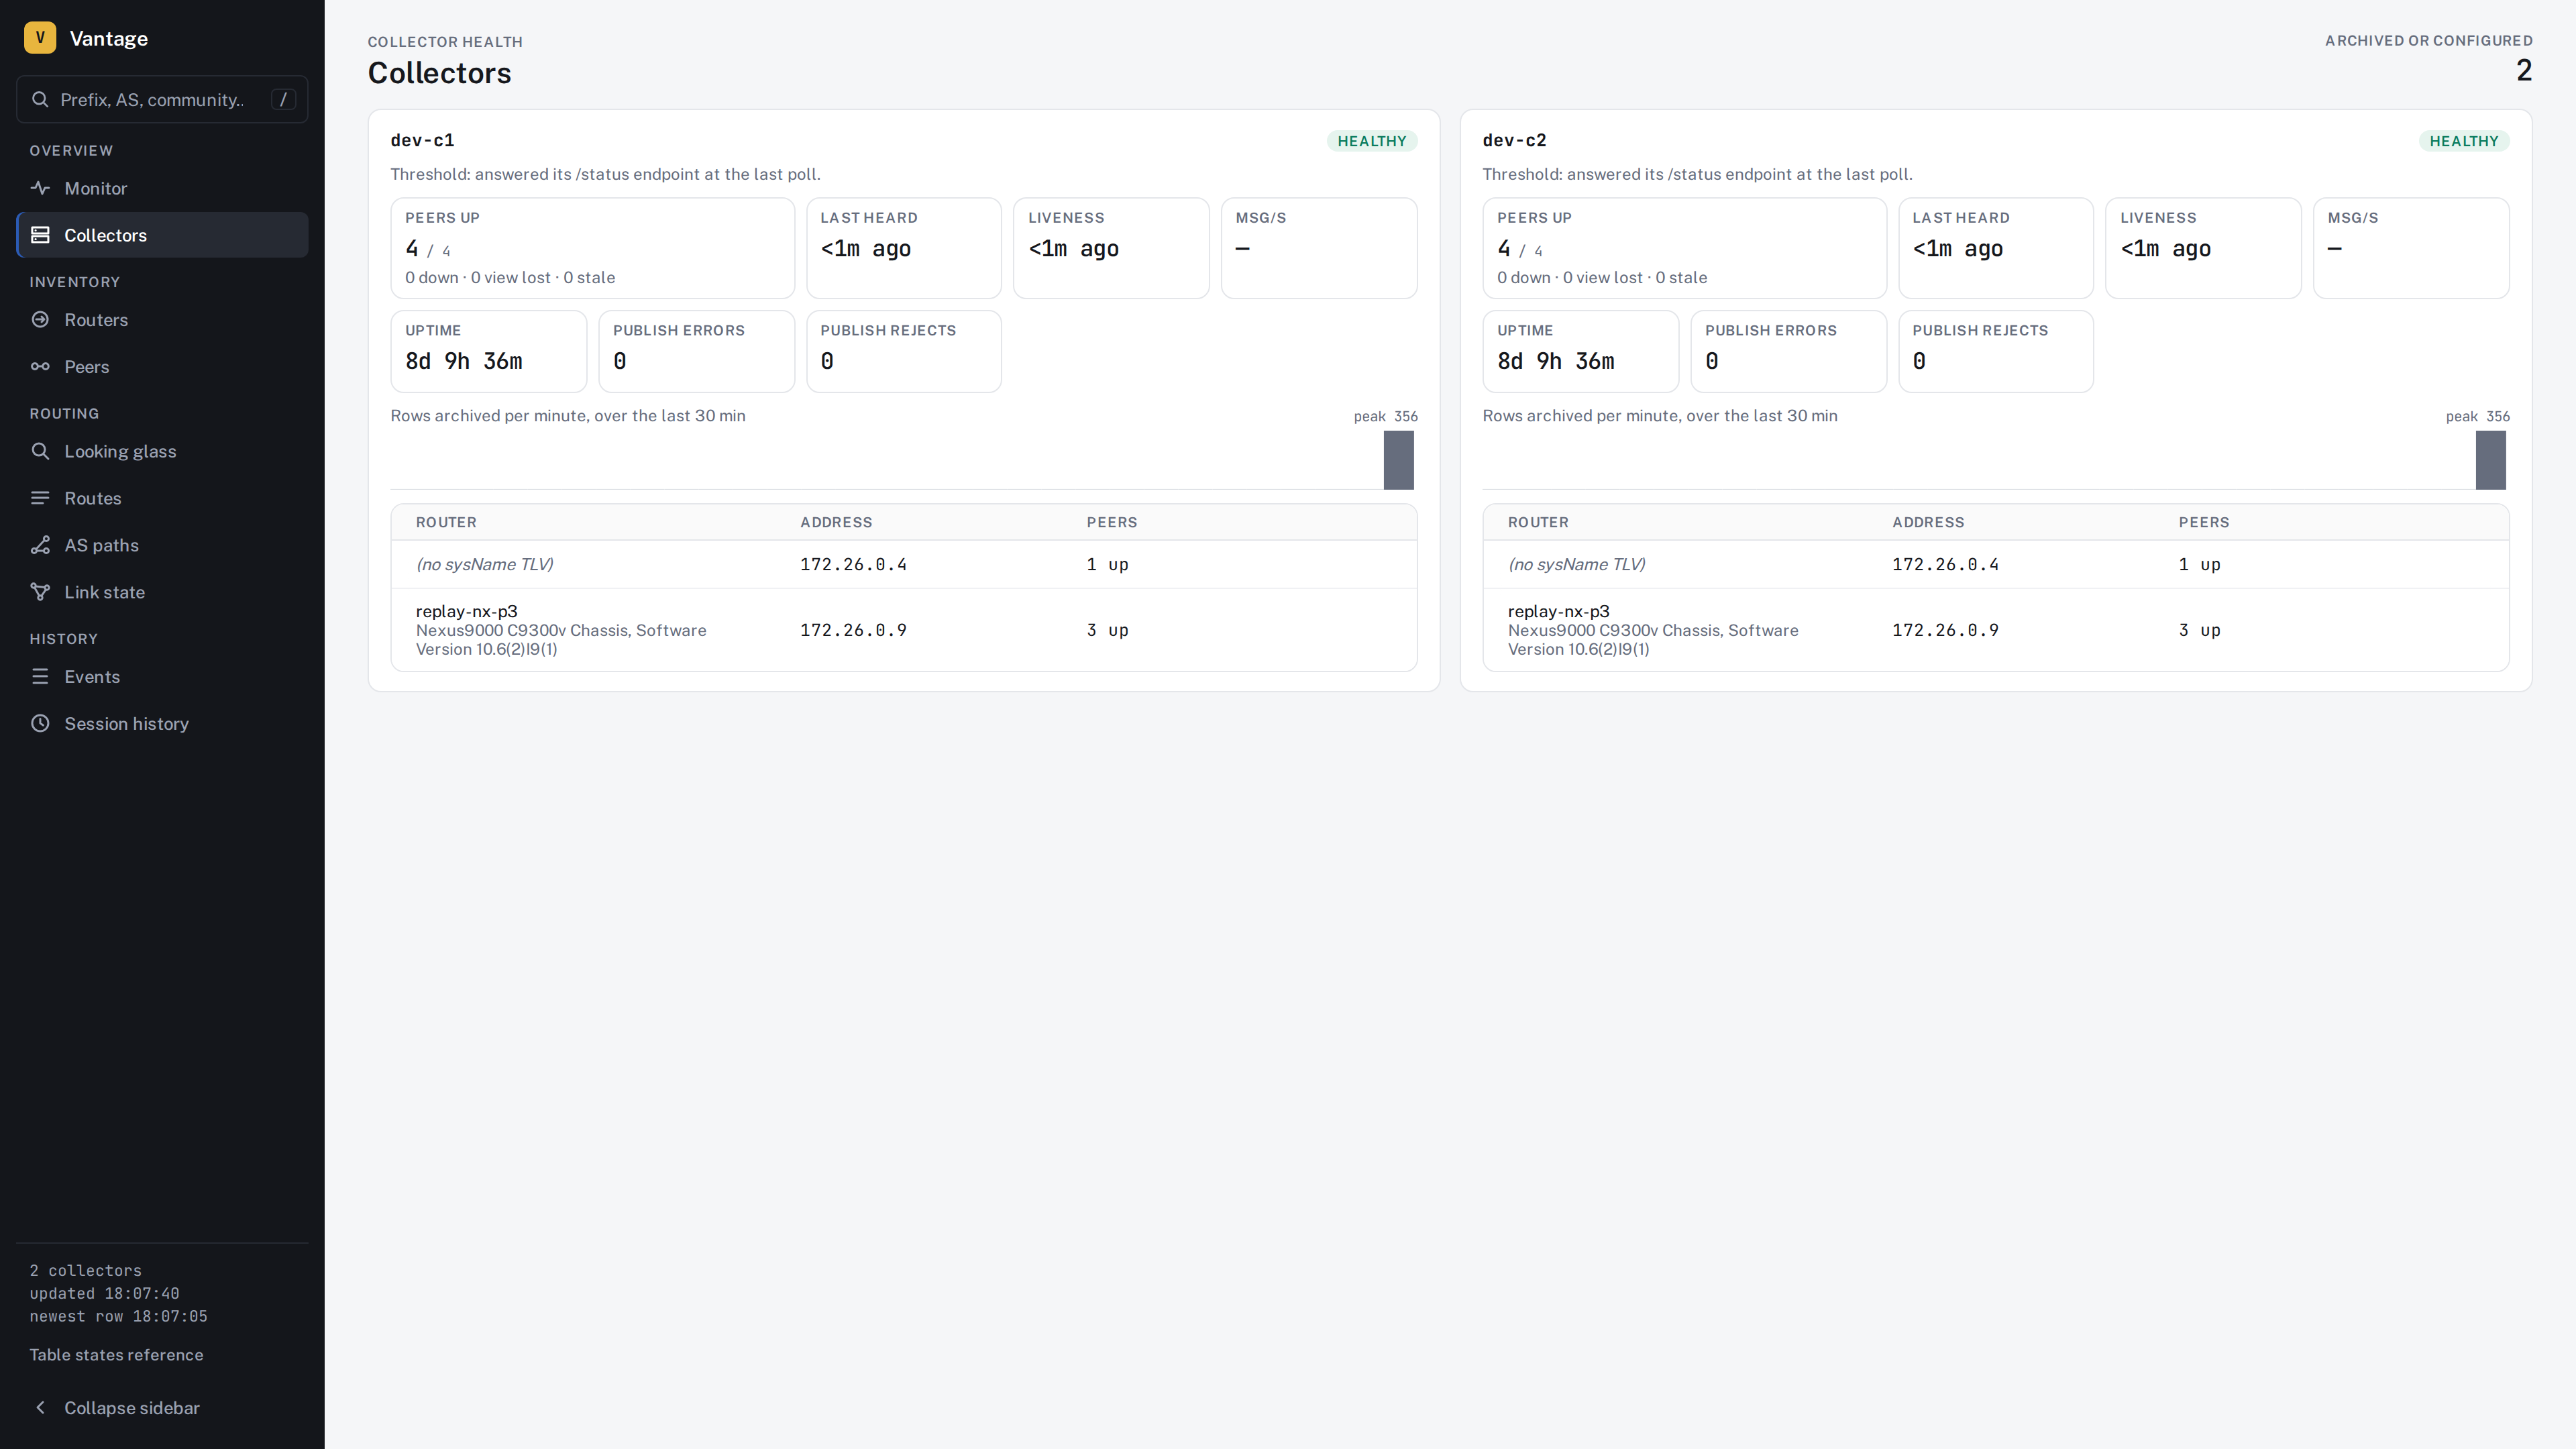 V
Vantage
Prefix, AS, community..
/
OVERVIEW
Monitor
Collectors
INVENTORY
Routers
Peers
ROUTING
Looking glass
Routes
AS paths
Link state
HISTORY
Events
Session history
2 collectors
updated 18:07:40
newest row 18:07:05
Table states reference
Collapse sidebar
COLLECTOR HEALTH
Collectors
ARCHIVED OR CONFIGURED
2
dev-c1
HEALTHY
Threshold: answered its /status endpoint at the last poll.
PEERS UP
4 / 4
0 down · 0 view lost · 0 stale
LAST HEARD
<1m ago
LIVENESS
<1m ago
MSG/S
—
UPTIME
8d 9h 36m
PUBLISH ERRORS
0
PUBLISH REJECTS
0
Rows archived per minute, over the last 30 min
peak 356
ROUTER ADDRESS PEERS
(no sysName TLV) 172.26.0.4 1 up
replay-nx-p3
Nexus9000 C9300v Chassis, Software
Version 10.6(2)I9(1)
172.26.0.9 3 up
dev-c2
HEALTHY
Threshold: answered its /status endpoint at the last poll.
PEERS UP
4 / 4
0 down · 0 view lost · 0 stale
LAST HEARD
<1m ago
LIVENESS
<1m ago
MSG/S
—
UPTIME
8d 9h 36m
PUBLISH ERRORS
0
PUBLISH REJECTS
0
Rows archived per minute, over the last 30 min
peak 356
ROUTER ADDRESS PEERS
(no sysName TLV) 172.26.0.4 1 up
replay-nx-p3
Nexus9000 C9300v Chassis, Software
Version 10.6(2)I9(1)
172.26.0.9 3 up